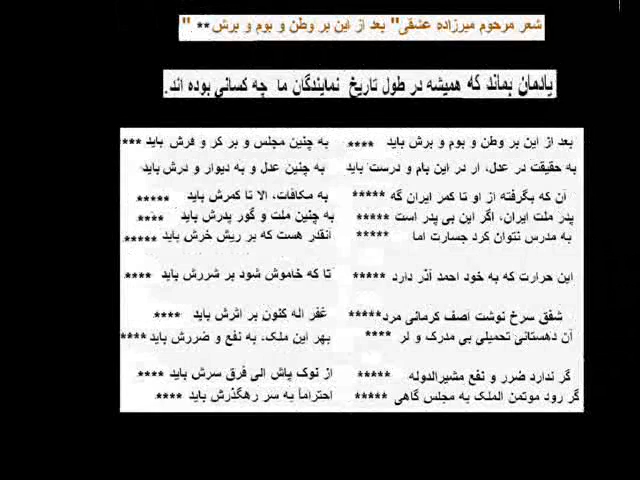 شعر مرحوم میرزاده عشقی" بعد از این بر وطن و بوم و برش ** "
یادمان بماند که همیشه در طول تاریخ نمایندگان ما چه کسانی بوده اند.
بعد از این بر وطن و بوم و برش باید **** به چنین مجلس و بر کر و فرش باید ****
به حقیقت در عدل، ار در این بام و درست باید به چنین عدل و به دیوار و درش باید
آن که بگرفته از او تا کمر ایران گه ***** به مکافات، الا تا کمرش باید *****
پدر ملت ایران، اگر این بی پدر است ***** به چنین ملت و گور پدرش باید ****
به مدرس نتوان کرد جسارت اما ***** آنقدر هست که بر ریش خرش باید *****
این حرارت که به خود احمد آذر دارد ***** تا که خاموش شود بر شررش باید ****
شفق سرخ نوشت آصف کرمانی مرد***** غفر اله کنون بر اثرش باید ****
آن دهستانی تحمیلی بی مدرک و لر **** بهر این ملک، به نفع و ضررش باید ****
گر ندارد ضرر و نفع مشیرالدوله ***** از نوک پاش الی فرق سرش باید ****
گر رود موتمن الملک به مجلس گاهی ***** احتراماً به سر رهگذرش باید ****